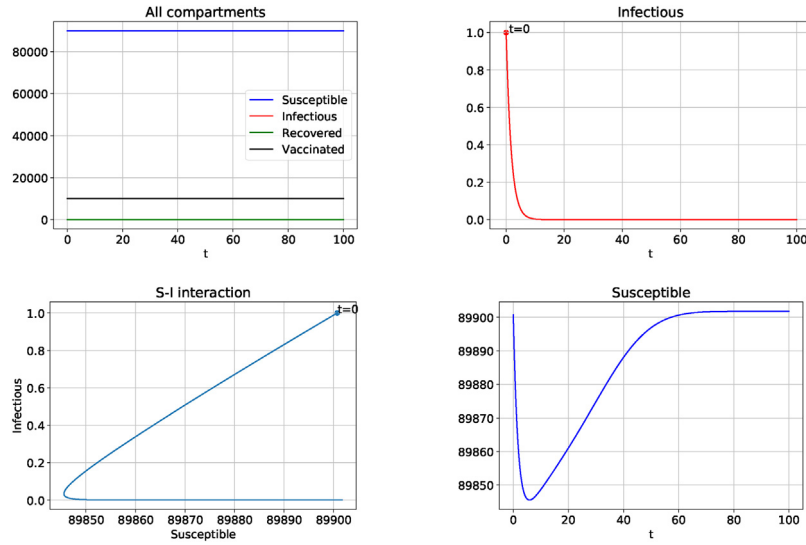 All compartments
80000
60000
40000
20000
0
Susceptible
Infectious
Recovered
Vaccinated
0 20 40 60 80 100
t
Infectious
t=0
1.0
0.8
0.6
0.4
0.2
0.0
0 20 40 60 80 100
t
S-I interaction
t=0
1.0
0.8
0.6
0.4
0.2
0.0
Infectious
89850 89860 89870 89880 89890 89900
Susceptible
Susceptible
89900
89890
89880
89870
89860
89850
0 20 40 60 80 100
t